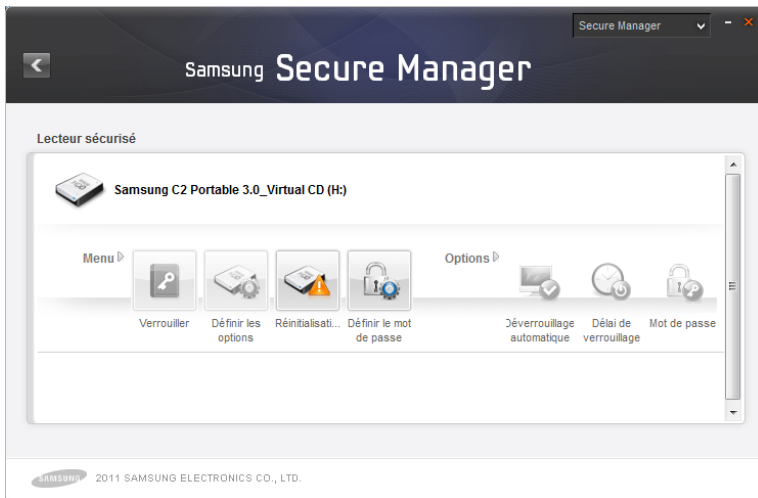 Secure Manager
Samsung Secure Manager
Lecteur sécurisé
Samsung C2 Portable 3.0_Virtual CD (H:)
Menu
Options
Verrouiller
Définir les
options
Réinitialisati...
Définir le mot
de passe
Déverrouillage
automatique
Délai de
verrouillage
Mot de passe
SAMSUNG
2011 SAMSUNG ELECTRONICS CO., LTD.